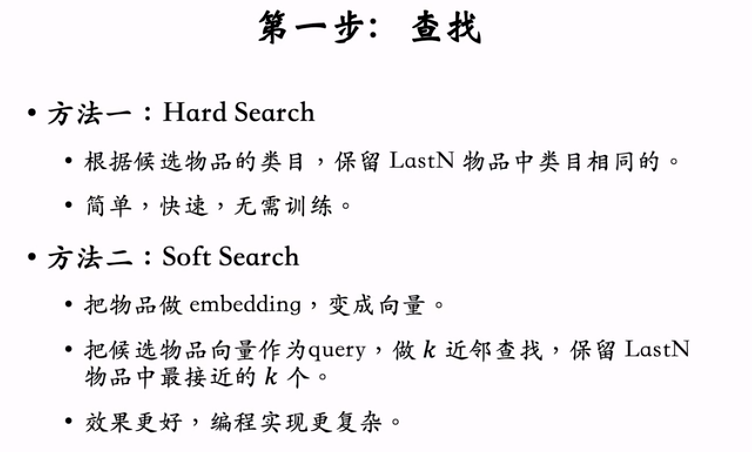 第一步: 查找
• 方法一：Hard Search
• 根据候选物品的类目，保留 LastN 物品中类目相同的。
• 简单，快速，无需训练。
• 方法二：Soft Search
• 把物品做 embedding，变成向量。
• 把候选物品向量作为query，做 k 近邻查找，保留 LastN
物品中最接近的 k 个。
• 效果更好，编程实现更复杂。